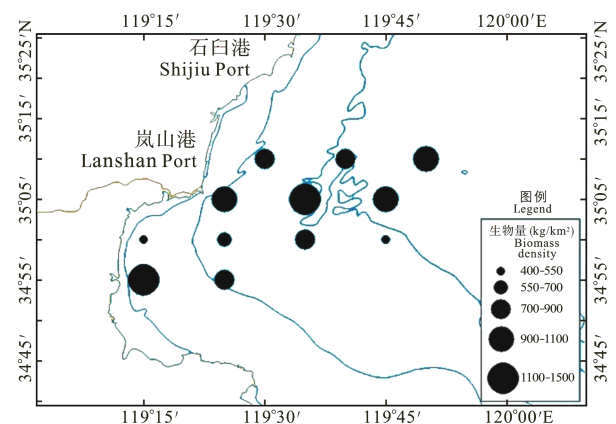 119°15′ 119°30′ 119°45′ 120°00′E
35°25′N
35°15′
35°05′
34°55′
34°45′
石臼港
Shijiu Port
岚山港
Lanshan Port
35°25′N
35°15′
35°05′
34°55′
34°45′
图例
Legend
生物量 (kg/km²)
Biomass
density
400-550
550-700
700-900
900-1100
1100-1500
119°15′ 119°30′ 119°45′ 120°00′E